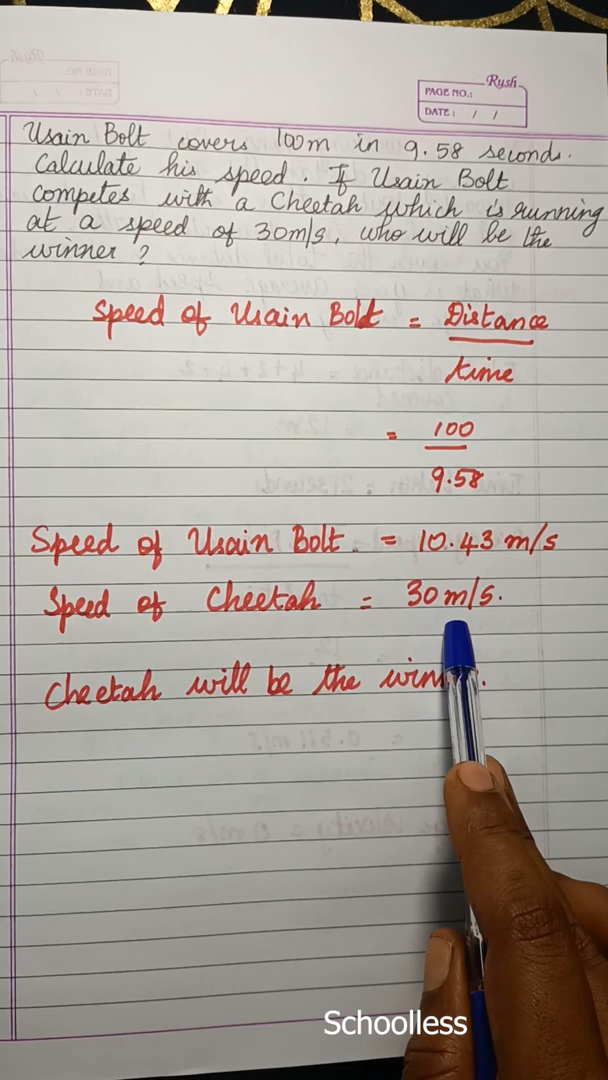 Rysh
PAGE NO.:
DATE: / /
Usain Bolt covers 100m in 9.58 seconds.
Calculate his speed. If Usain Bolt
competes with a Cheetah which is running
at a speed of 30m/s, who will be the
winner?
Speed of Usain Bolt = Distance
time
= 100
9.58
Speed of Usain Bolt. = 10.43 m/s
Speed of Cheetah = 30m/s.
Cheetah will be the
Schoolless